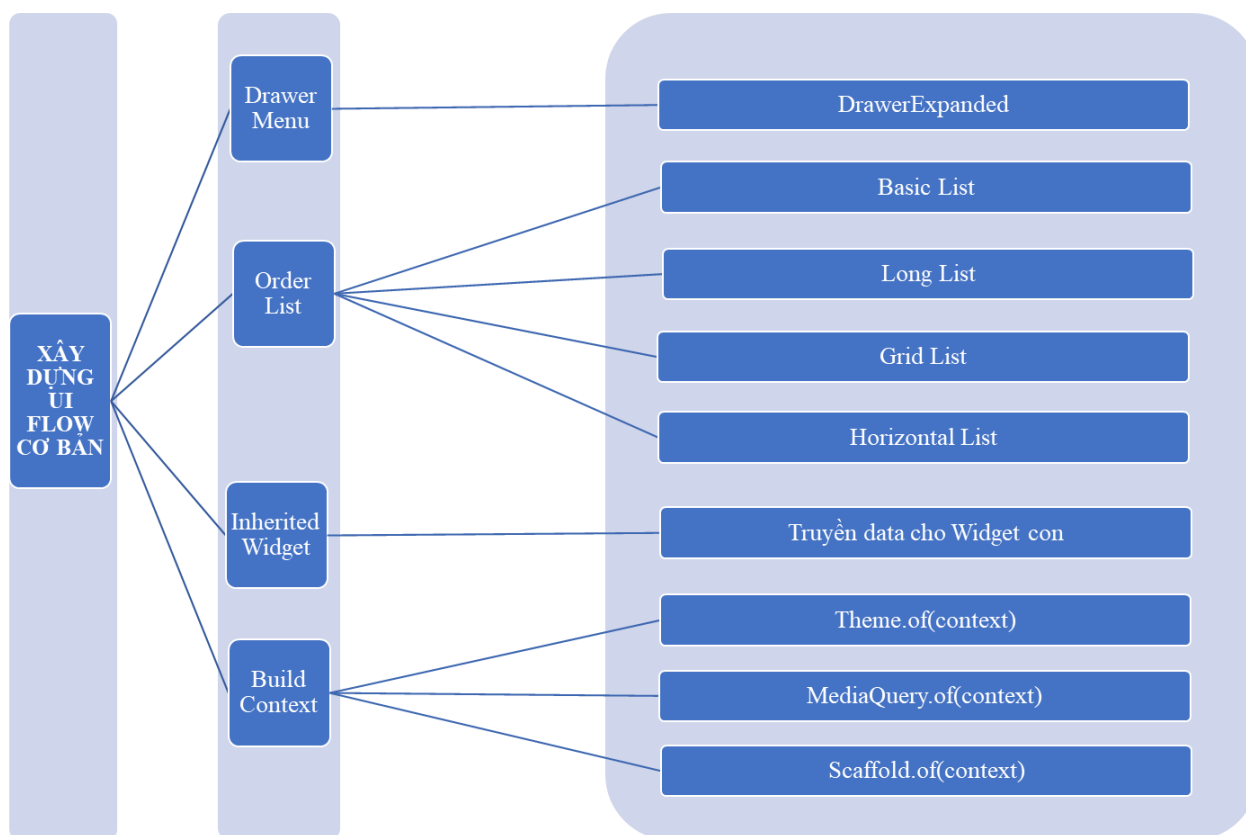 XÂY
DỰNG
UI
FLOW
CƠ BẢN
Drawer
Menu
DrawerExpanded
Order
List
Basic List
Long List
Grid List
Horizontal List
Inherited
Widget
Truyền data cho Widget con
Build
Context
Theme.of(context)
MediaQuery.of(context)
Scaffold.of(context)